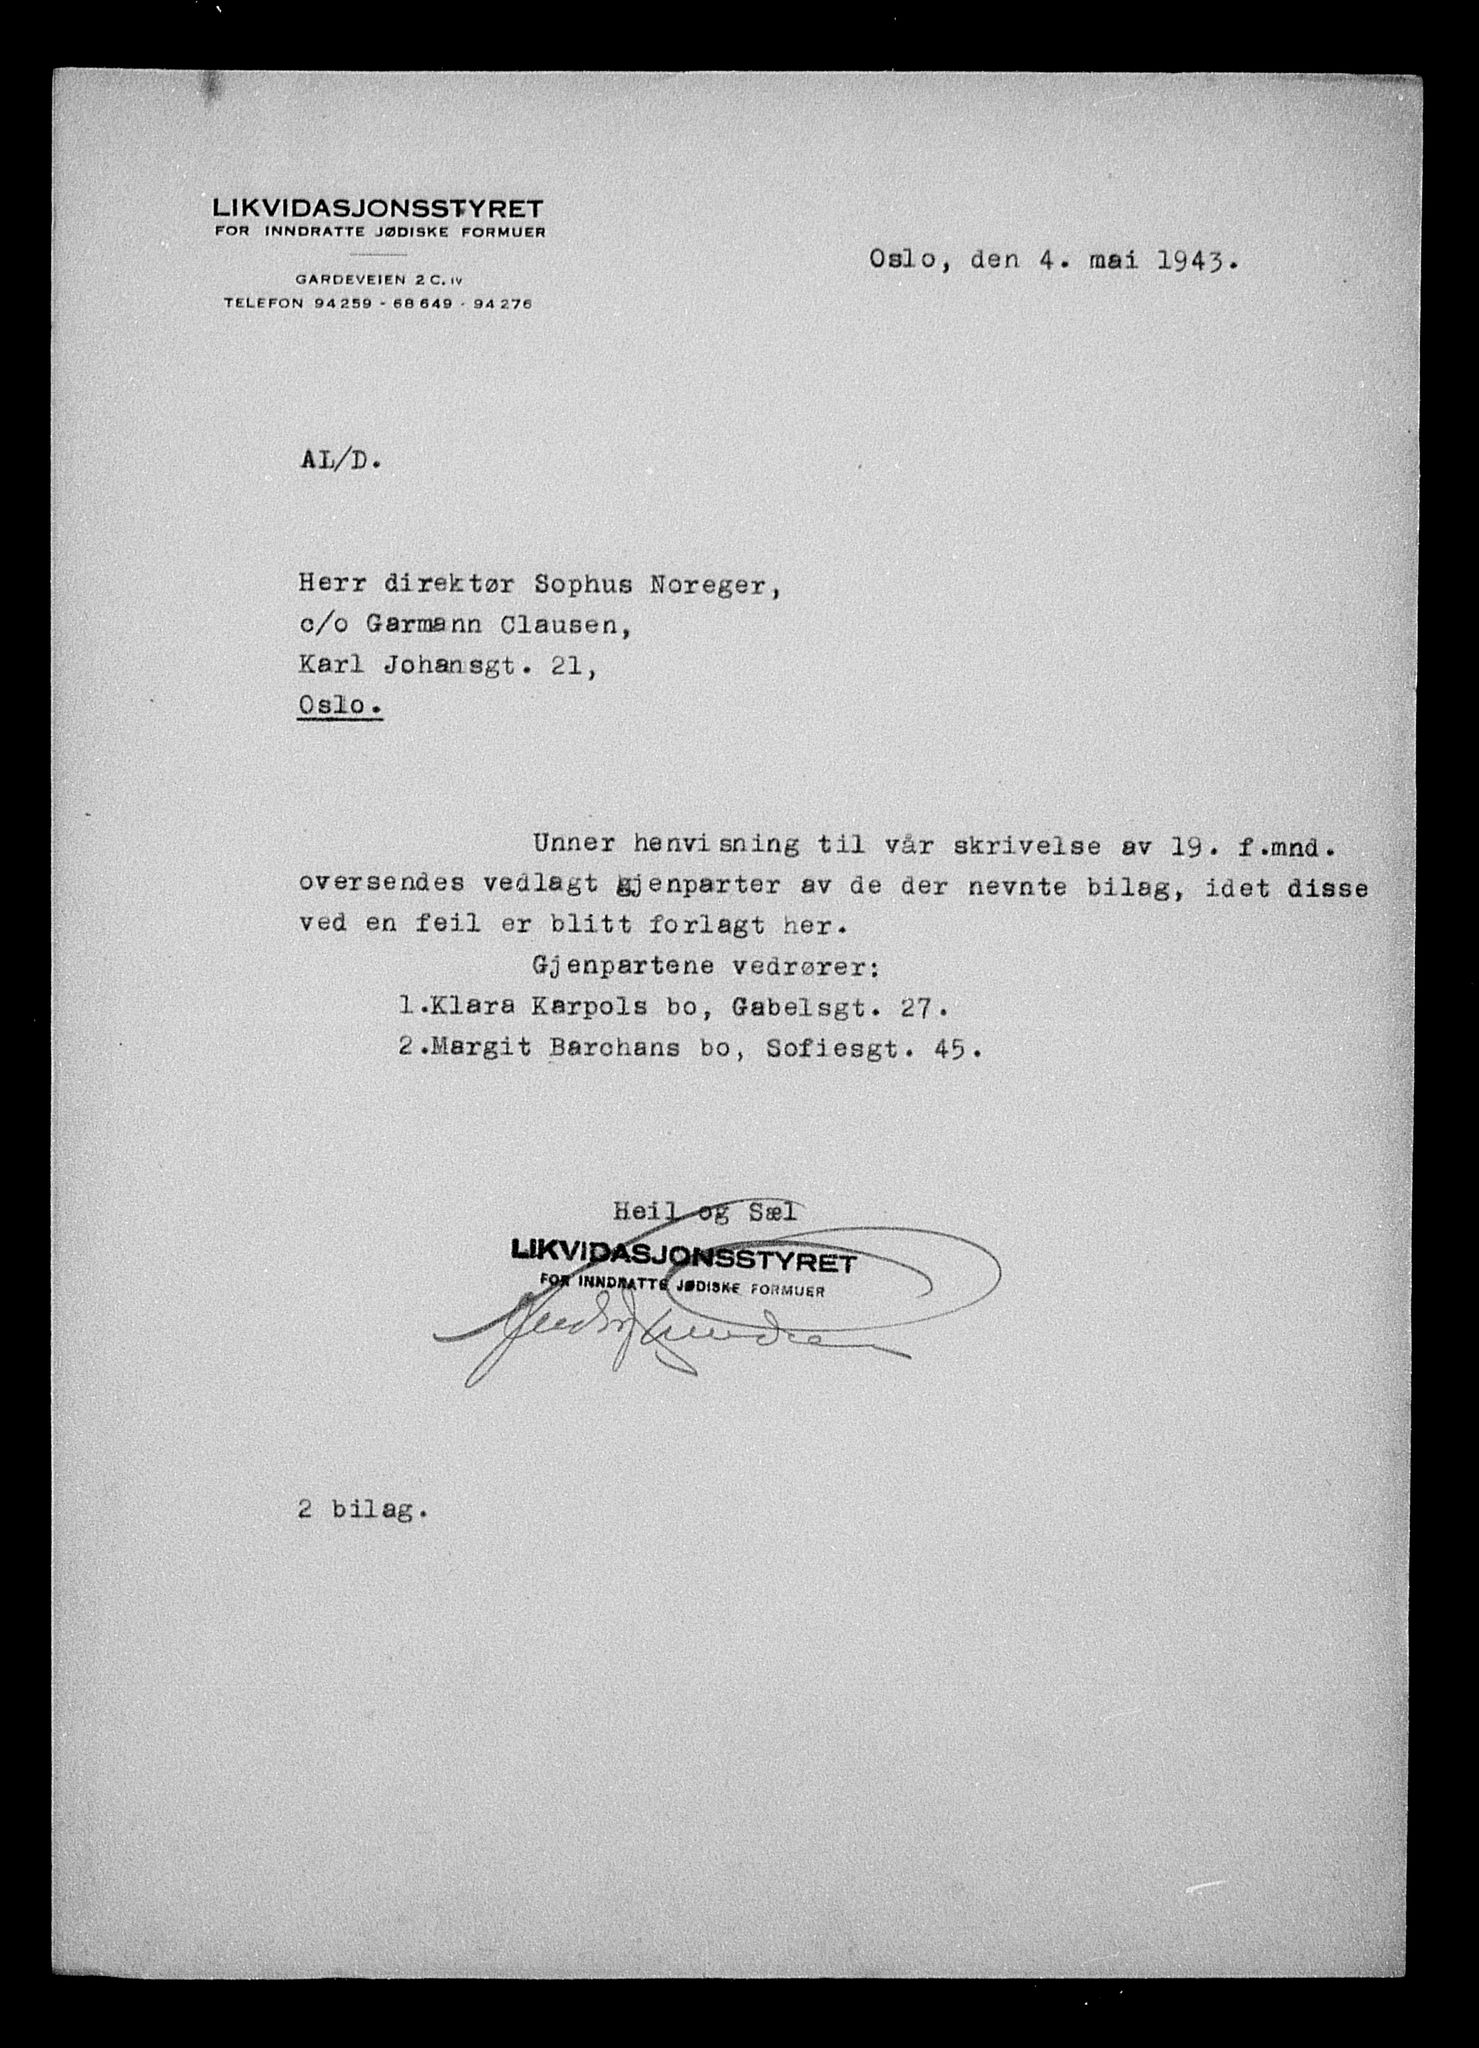 LIKVIDASJONSSTYRET
FOR INNDRATTE JØDISKE FORMUER
GARDEVEIEN 2 C. IV
TELEFON 94259 - 68649 - 94276
Oslo, den 4. mai 1943.
AL/D.
Herr direktør Sophus Noreger,
c/o Garmann Clausen,
Karl Johansgt. 21,
Oslo.
Unner henvisning til vår skrivelse av 19. f.mnd.
oversendes vedlagt gjenparter av de der nevnte bilag, idet disse
ved en feil er blitt forlagt her.
Gjenpartene vedrører:
1.Klara Karpols bo, Gabelsgt. 27.
2.Margit Barchans bo, Sofiesgt. 45.
Heil og Sæl
LIKVIDASJONSSTYRET
FOR INNDRATTE JØDISKE FORMUER
2 bilag.